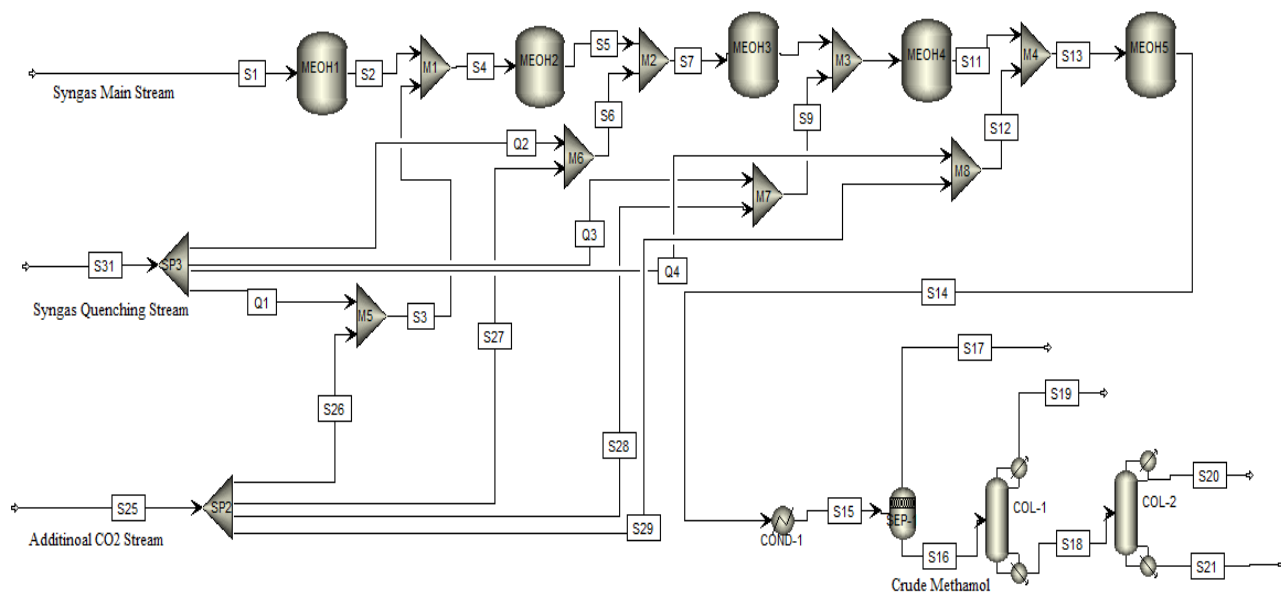 S5
MEOH1
S2
M1
S4
MEOH2
M2
S7
MEOH3
M3
MEOH4
S11
M4
S13
MEOH5
S1
Syngas Main Stream
S6
S9
S12
Q2
M6
M7
M8
Q3
Q4
S31
SP3
Syngas Quenching Stream
Q1
M5
S3
S14
S27
S17
S26
S28
S19
S25
SP2
S29
Additinoal CO2 Stream
COND-1
S15
SEP-1
S16
COL-1
S18
COL-2
S20
S21
Crude Methamol